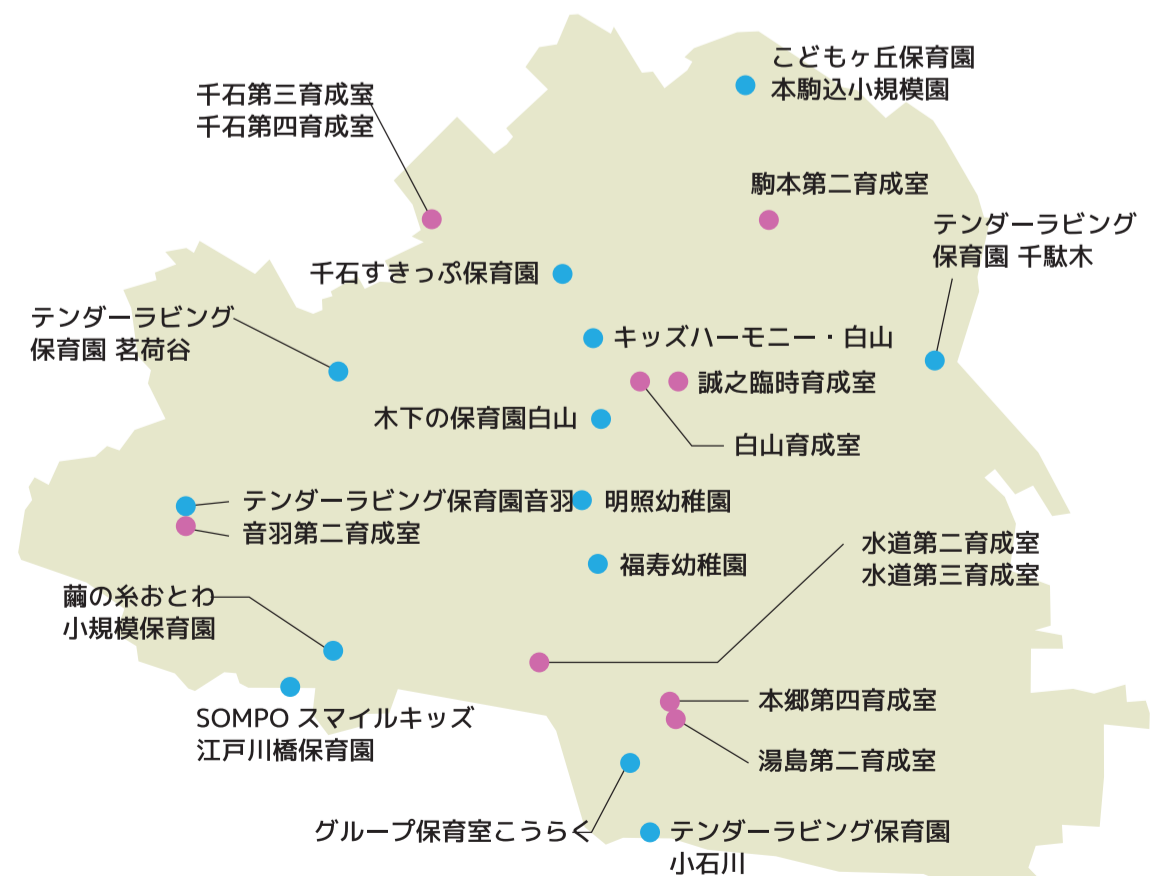 こどもヶ丘保育園
本駒込小規模園
千石第三育成室
千石第四育成室
駒本第二育成室
テンダーラビング
保育園 千駄木
千石すきっぷ保育園
テンダーラビング
保育園 茗荷谷
キッズハーモニー・白山
誠之臨時育成室
木下の保育園白山
白山育成室
テンダーラビング保育園音羽
明照幼稚園
音羽第二育成室
水道第二育成室
水道第三育成室
福寿幼稚園
繭の糸おとわ
小規模保育園
本郷第四育成室
SOMPO スマイルキッズ
江戸川橋保育園
湯島第二育成室
グループ保育室こうらく
テンダーラビング保育園
小石川